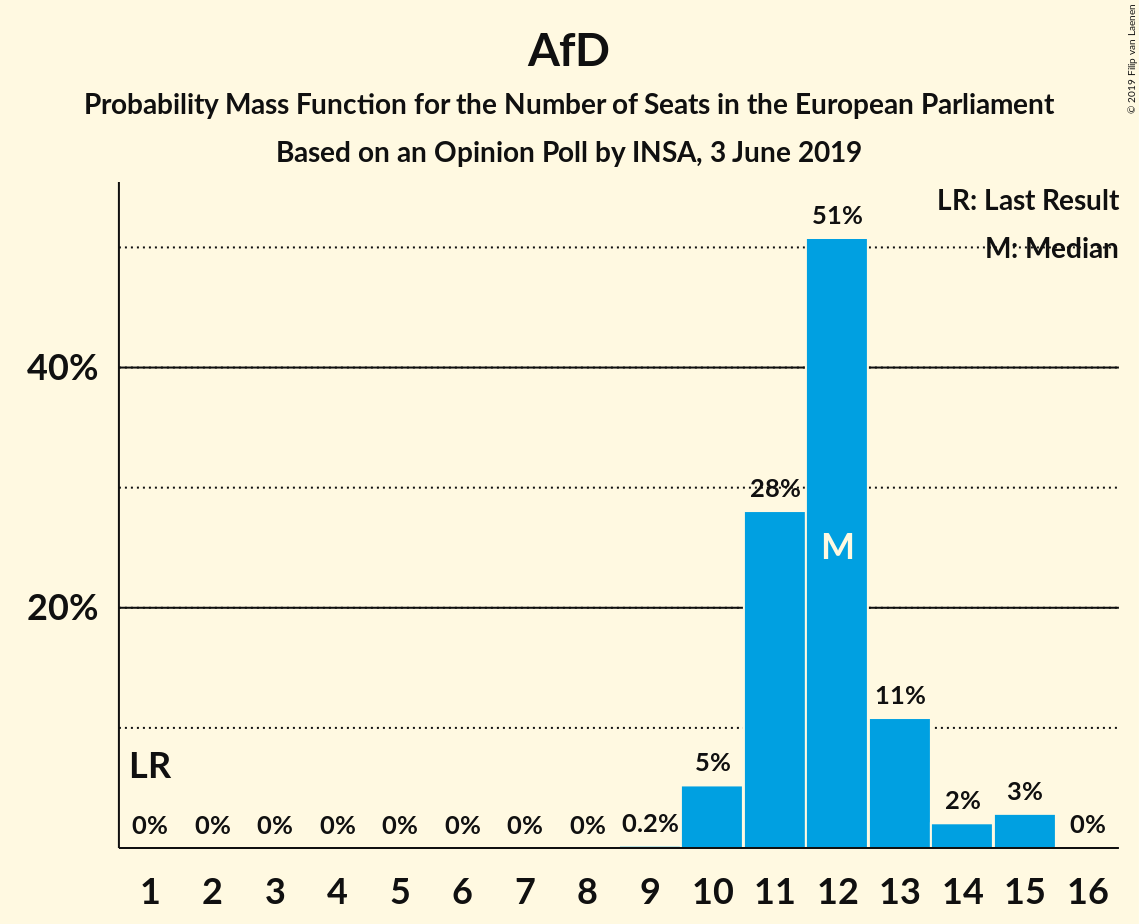 AfD
Probability Mass Function for the Number of Seats in the European Parliament
Based on an Opinion Poll by INSA, 3 June 2019
© 2019 Filip van Laenen
LR: Last Result
M: Median
51%
40%
28%
M
20%
11%
LR
5%
3%
2%
0% 0% 0% 0% 0% 0% 0% 0% 0.2% 0%
1 2 3 4 5 6 7 8 9 10 11 12 13 14 15 16